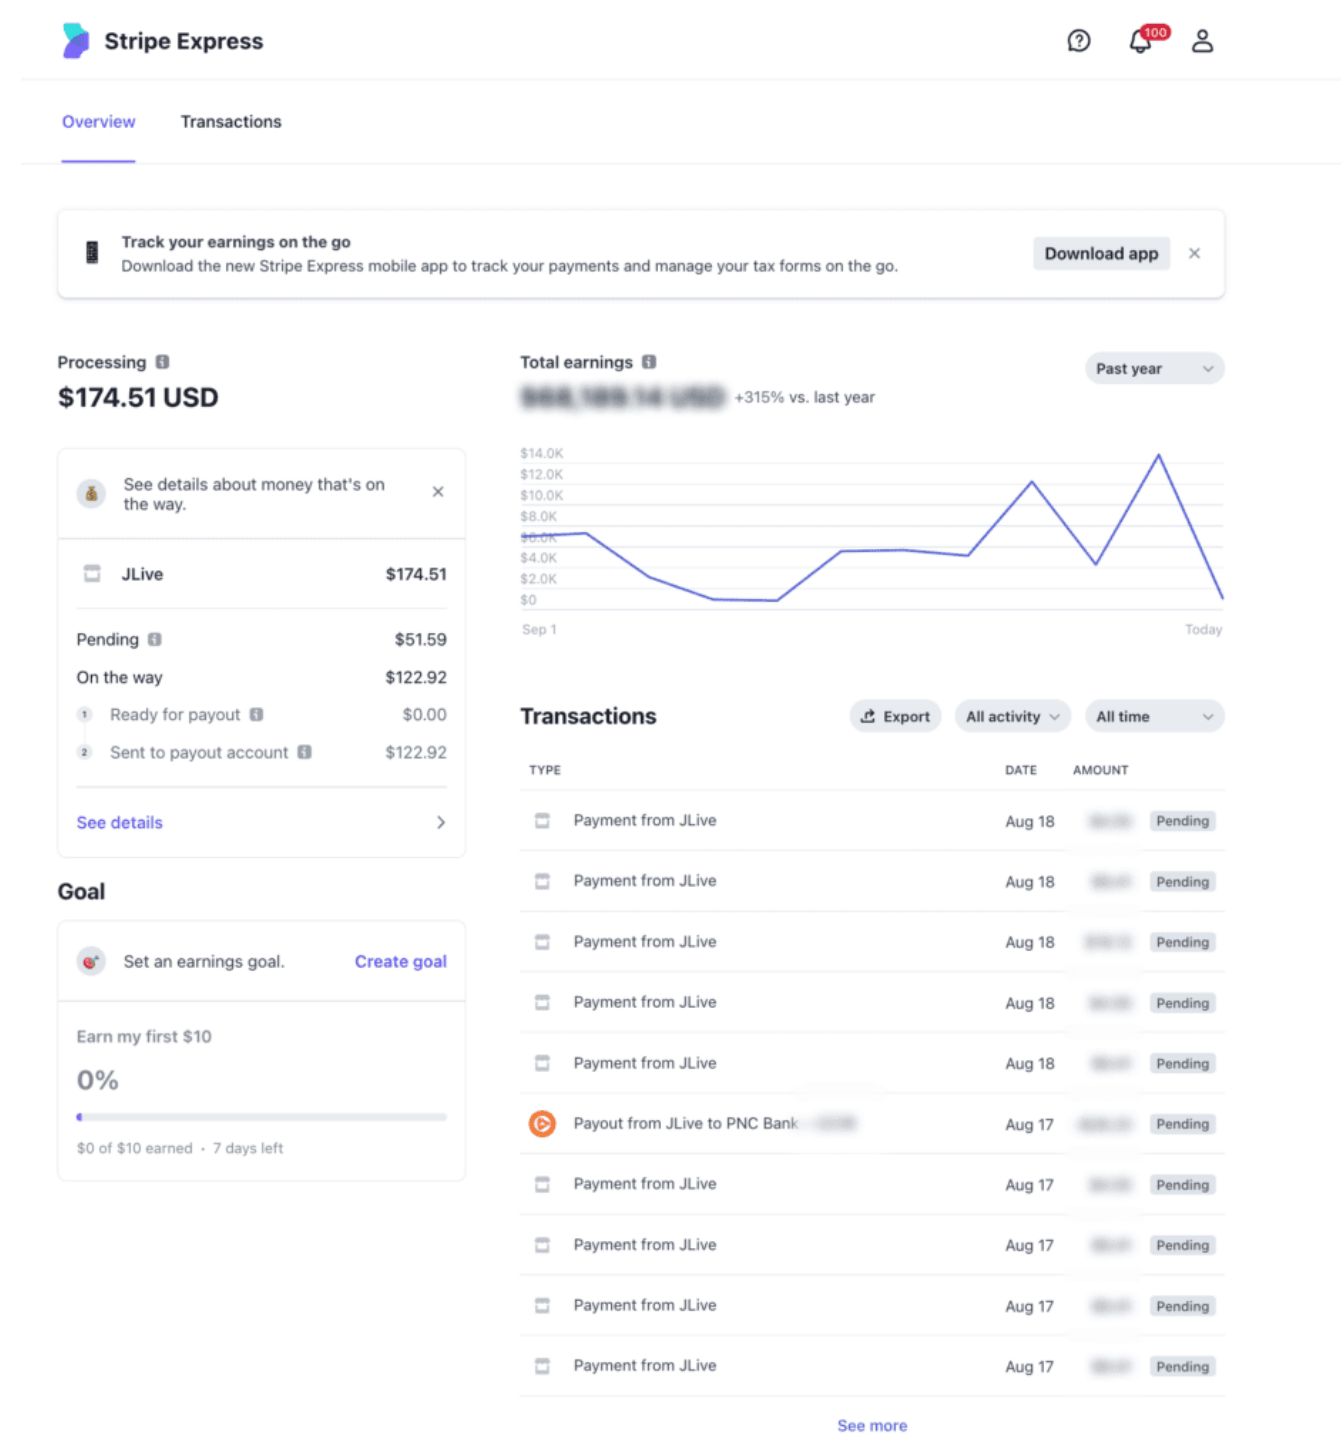 Stripe Express
100
Overview
Transactions
Track your earnings on the go
Download the new Stripe Express mobile app to track your payments and manage your tax forms on the go.
Download app
Processing
$174.51 USD
See details about money that's on
the way.
JLive $174.51
Pending $51.59
On the way $122.92
1 Ready for payout $0.00
2 Sent to payout account $122.92
See details
Goal
Set an earnings goal. Create goal
Earn my first $10
0%
$0 of $10 earned · 7 days left
Total earnings
Past year
+315% vs. last year
$14.0K
$12.0K
$10.0K
$8.0K
$6.0K
$4.0K
$2.0K
$0
Sep 1 Today
Transactions
Export
All activity
All time
TYPE DATE AMOUNT
Payment from JLive Aug 18 Pending
Payment from JLive Aug 18 Pending
Payment from JLive Aug 18 Pending
Payment from JLive Aug 18 Pending
Payment from JLive Aug 18 Pending
Payout from JLive to PNC Bank Aug 17 Pending
Payment from JLive Aug 17 Pending
Payment from JLive Aug 17 Pending
Payment from JLive Aug 17 Pending
Payment from JLive Aug 17 Pending
See more